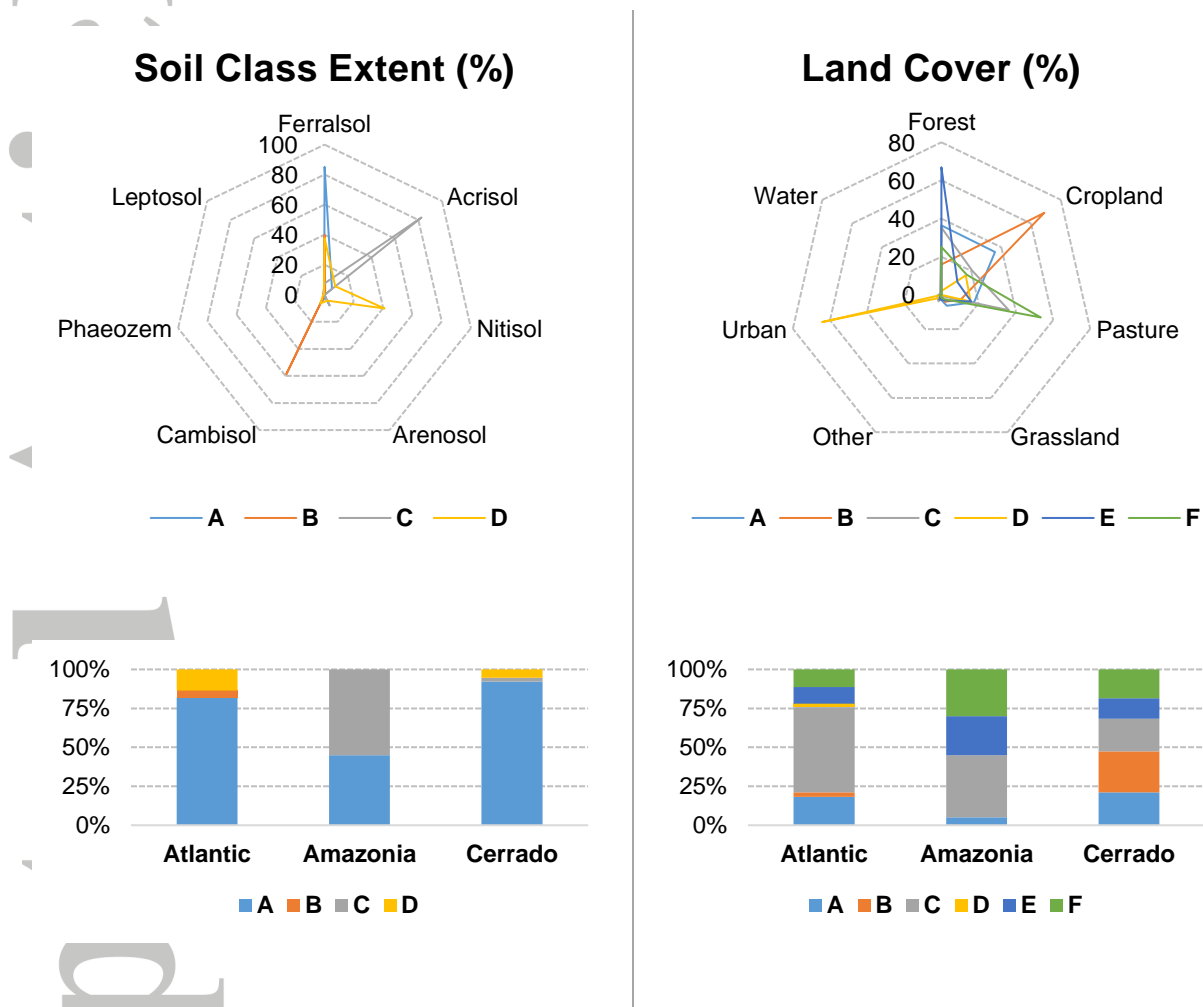 Soil Class Extent (%)
Ferralsol
100
80
60
40
20
0
Acrisol
Nitisol
Arenosol
Cambisol
Phaeozem
Leptosol
A B C D
100%
75%
50%
25%
0%
Atlantic Amazonia Cerrado
A B C D
Land Cover (%)
Forest
80
60
40
20
0
Cropland
Pasture
Grassland
Other
Urban
Water
A B C D E F
100%
75%
50%
25%
0%
Atlantic Amazonia Cerrado
A B C D E F